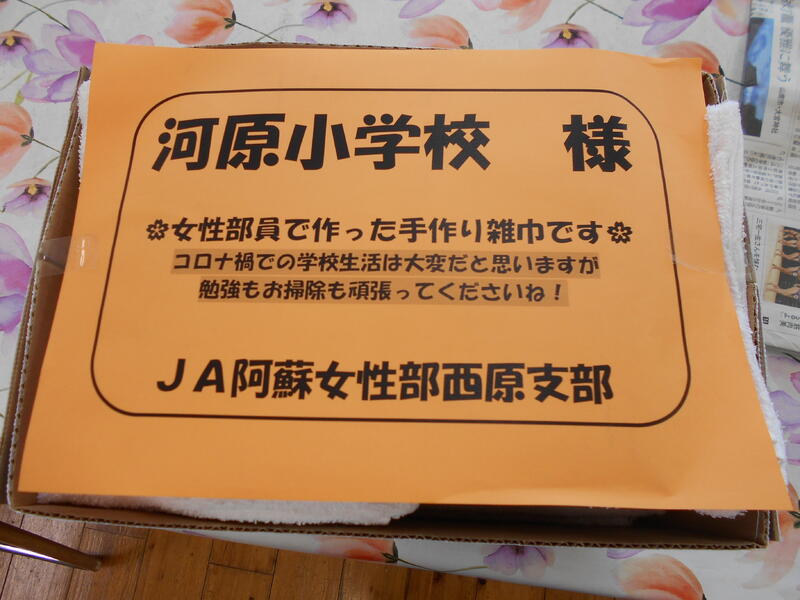 河原小学校　様
✿女性部員で作った手作り雑巾です✿
コロナ禍での学校生活は大変だと思いますが
勉強もお掃除も頑張ってくださいね！
ＪＡ阿蘇女性部西原支部